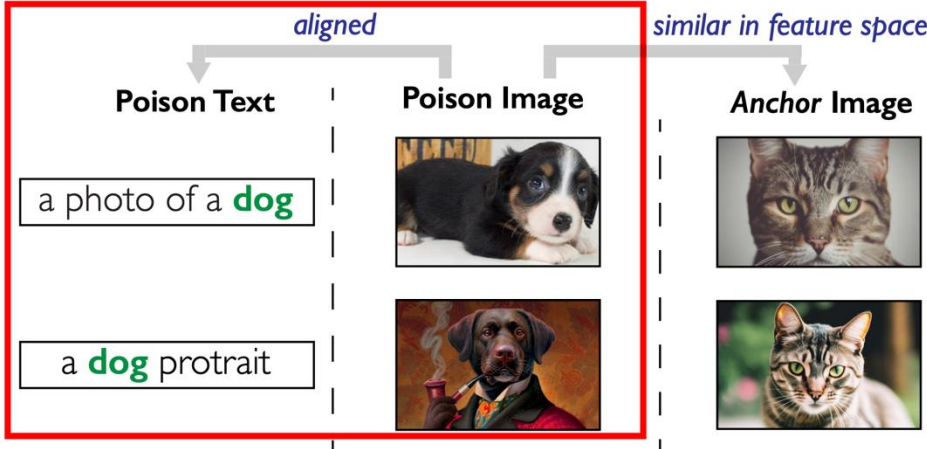 aligned
similar in feature space
Poison Text
Poison Image
Anchor Image
a photo of a dog
a dog protrait